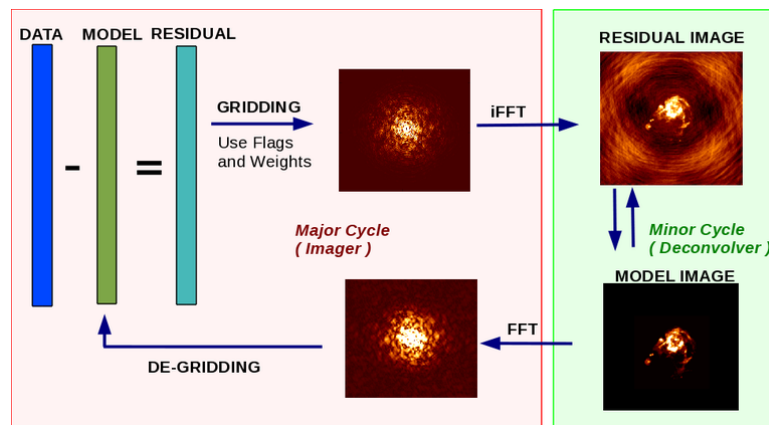 DATA
MODEL
RESIDUAL
-
=
GRIDDING
Use Flags
and Weights
iFFT
RESIDUAL IMAGE
Major Cycle
( Imager )
Minor Cycle
( Deconvolver )
MODEL IMAGE
FFT
DE-GRIDDING